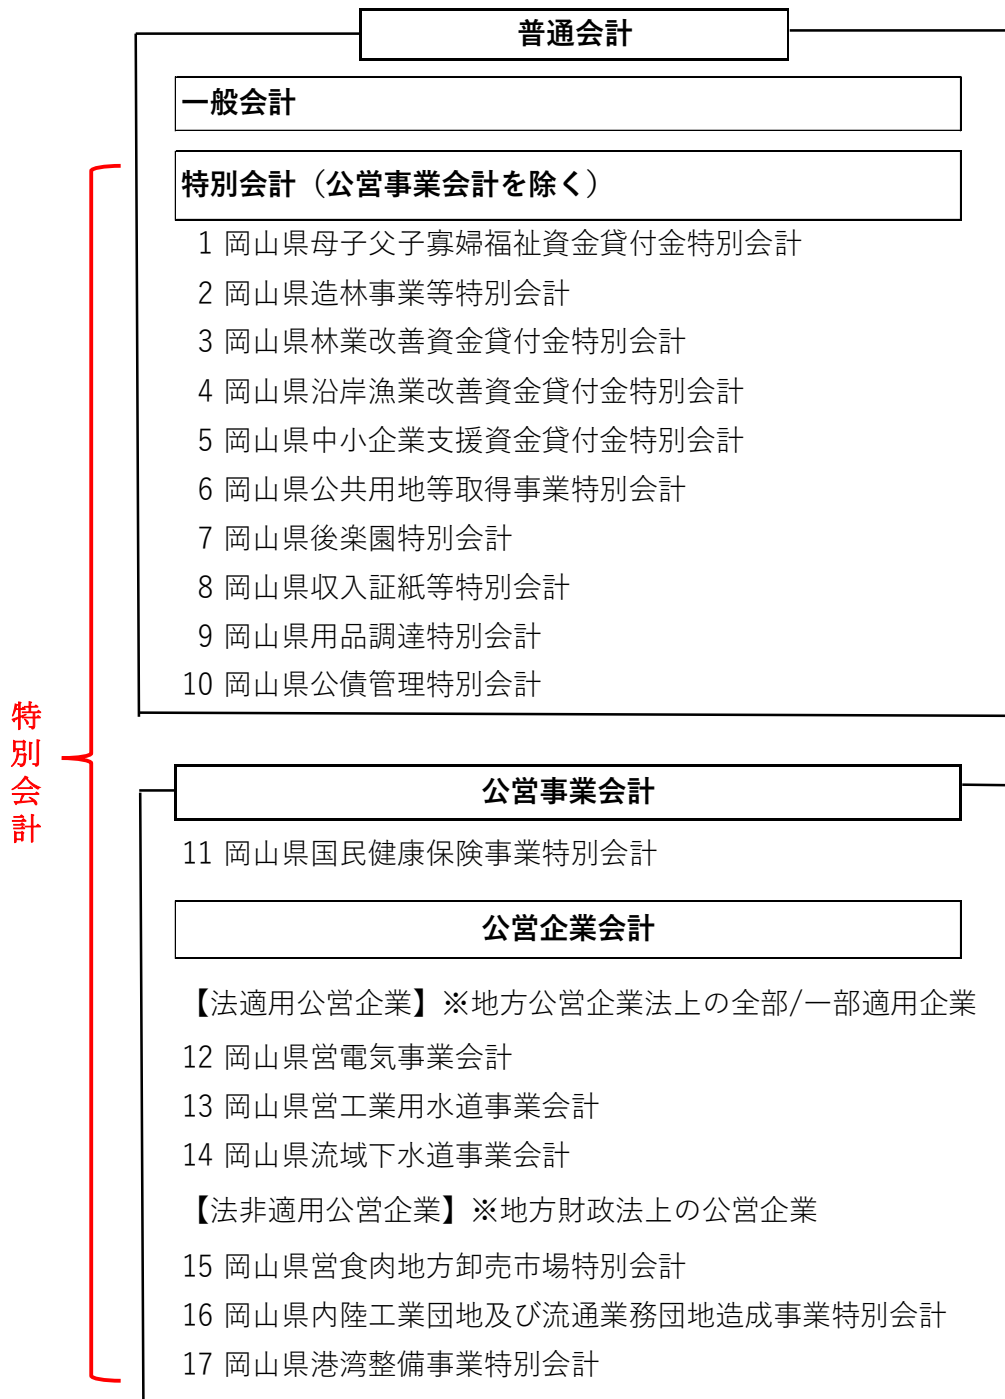 普通会計
一般会計
特別会計（公営事業会計を除く）
1 岡山県母子父子寡婦福祉資金貸付金特別会計
2 岡山県造林事業等特別会計
3 岡山県林業改善資金貸付金特別会計
4 岡山県沿岸漁業改善資金貸付金特別会計
5 岡山県中小企業支援資金貸付金特別会計
6 岡山県公共用地等取得事業特別会計
7 岡山県後楽園特別会計
8 岡山県収入証紙等特別会計
9 岡山県用品調達特別会計
10 岡山県公債管理特別会計
特別会計
公営事業会計
11 岡山県国民健康保険事業特別会計
公営企業会計
【法適用公営企業】※地方公営企業法上の全部/一部適用企業
12 岡山県営電気事業会計
13 岡山県営工業用水道事業会計
14 岡山県流域下水道事業会計
【法非適用公営企業】※地方財政法上の公営企業
15 岡山県営食肉地方卸売市場特別会計
16 岡山県内陸工業団地及び流通業務団地造成事業特別会計
17 岡山県港湾整備事業特別会計